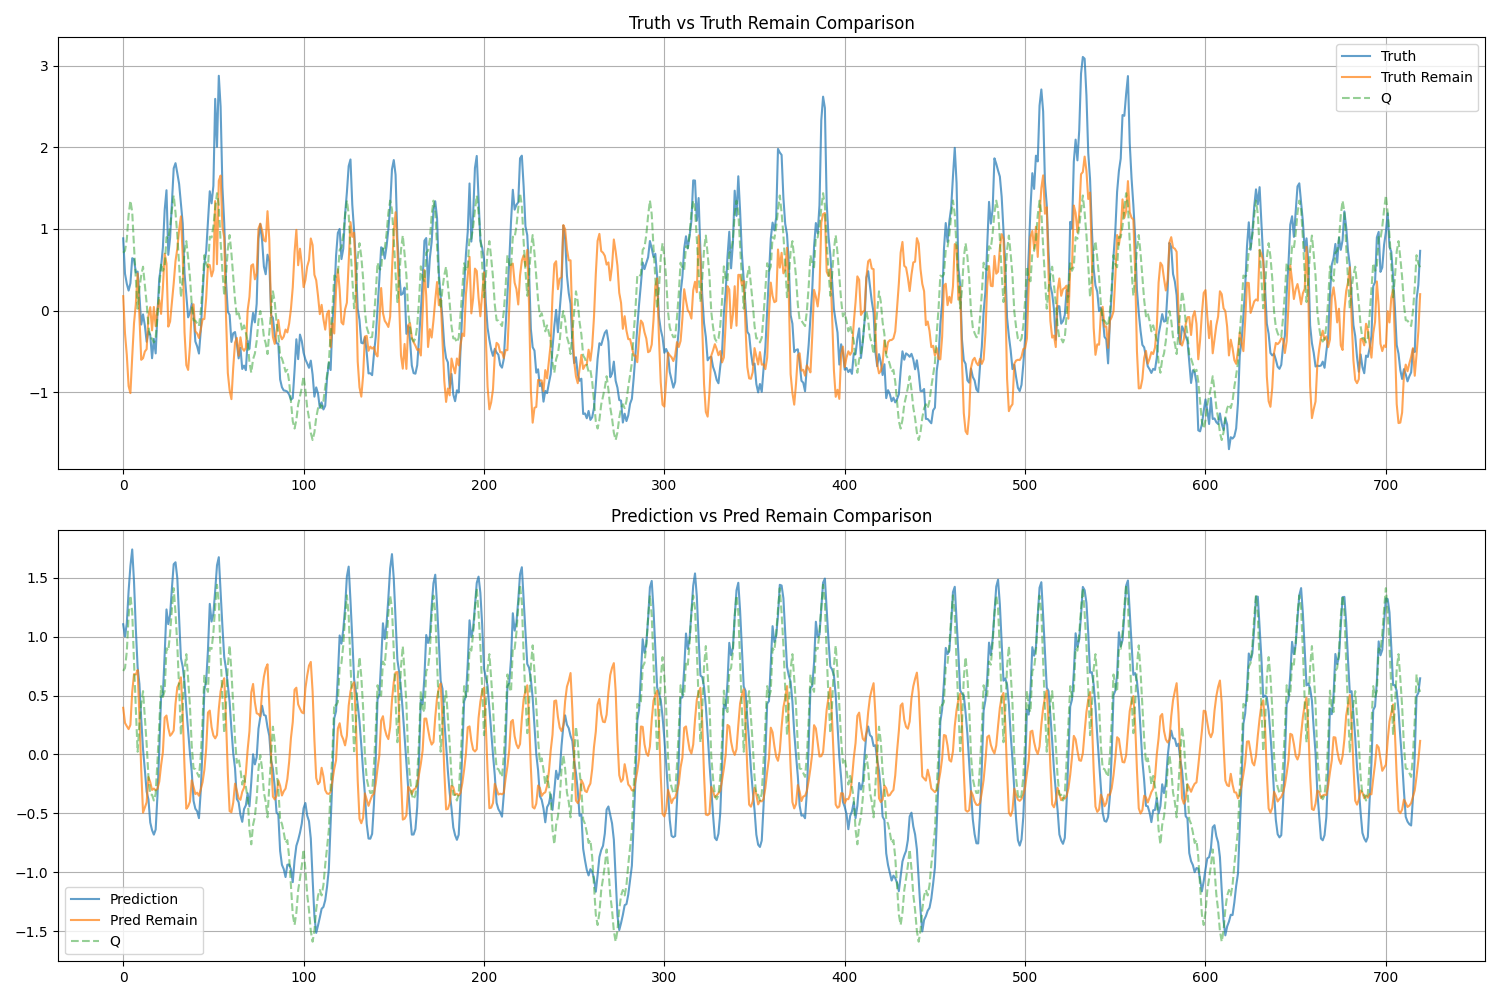 Truth vs Truth Remain Comparison
3
2
1
0
−1
Truth
Truth Remain
Q
0 100 200 300 400 500 600 700
Prediction vs Pred Remain Comparison
1.5
1.0
0.5
0.0
−0.5
−1.0
−1.5
Prediction
Pred Remain
Q
0 100 200 300 400 500 600 700